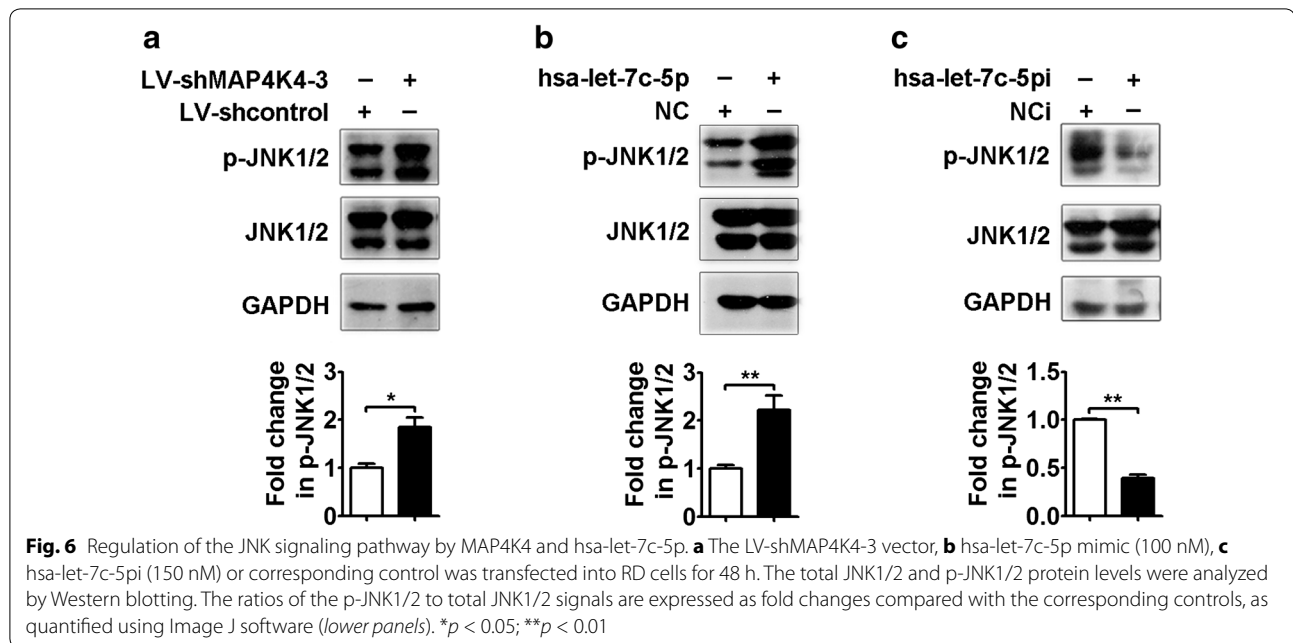 a
LV-shMAP4K4-3 – +
LV-shcontrol + –
p-JNK1/2
JNK1/2
GAPDH
Fold change
in p-JNK1/2
3
2
1
0
*
b
hsa-let-7c-5p – +
NC + –
p-JNK1/2
JNK1/2
GAPDH
Fold change
in p-JNK1/2
3
2
1
0
**
c
hsa-let-7c-5pi – +
NCi + –
p-JNK1/2
JNK1/2
GAPDH
Fold change
in p-JNK1/2
1.5
1.0
0.5
0.0
**
Fig. 6 Regulation of the JNK signaling pathway by MAP4K4 and hsa-let-7c-5p. a The LV-shMAP4K4-3 vector, b hsa-let-7c-5p mimic (100 nM), c
hsa-let-7c-5pi (150 nM) or corresponding control was transfected into RD cells for 48 h. The total JNK1/2 and p-JNK1/2 protein levels were analyzed
by Western blotting. The ratios of the p-JNK1/2 to total JNK1/2 signals are expressed as fold changes compared with the corresponding controls, as
quantified using Image J software (lower panels). *p < 0.05; **p < 0.01